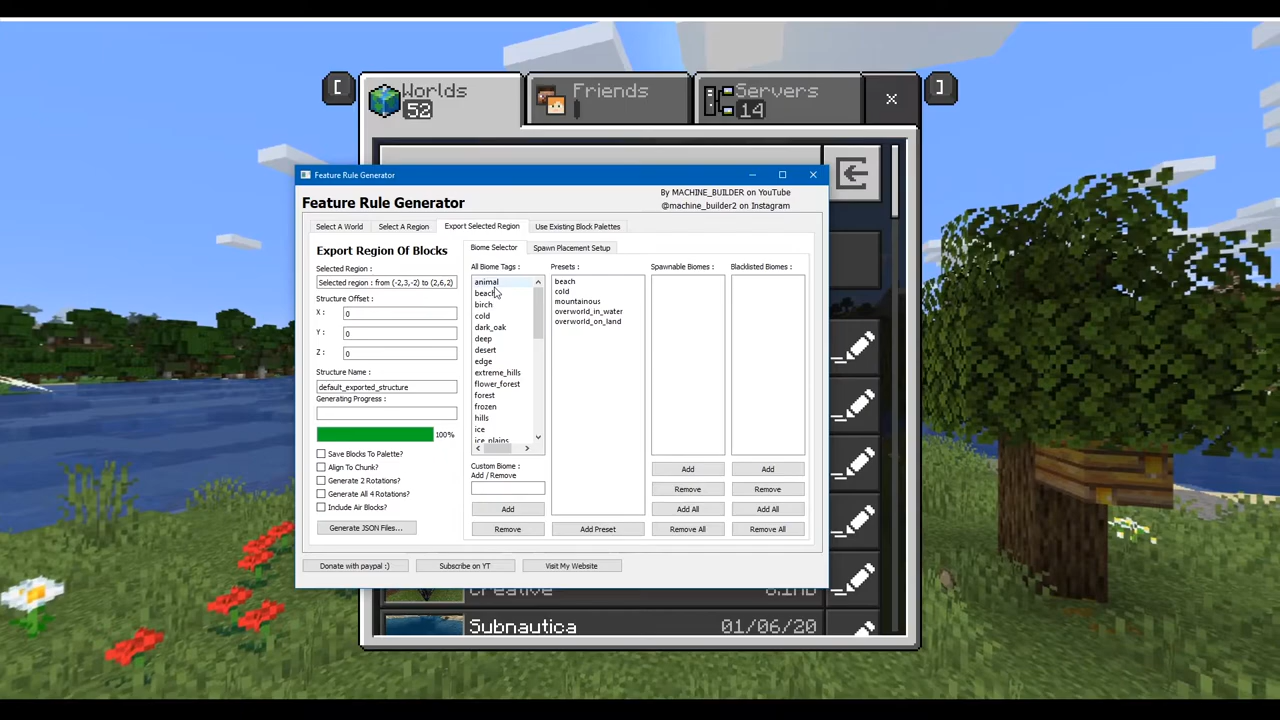 [
Worlds
52
Friends
Servers
14
]
Feature Rule Generator
By MACHINE_BUILDER on YouTube
Feature Rule Generator
@machine_builder2 on Instagram
Select A World
Select A Region
Export Selected Region
Use Existing Block Palettes
Export Region Of Blocks
Selected Region :
Selected region : from (-2,3,-2) to (2,6,2)
Structure Offset
X :
0
Y :
0
Z :
0
Structure Name :
default_exported_structure
Generating Progress :
100%
Save Blocks To Palette?
Align To Chunk?
Generate 2 Rotations?
Generate All 4 Rotations?
Include Air Blocks?
Generate JSON Files...
Biome Selector
Spawn Placement Setup
All Biome Tags :
animal
beach
birch
cold
dark_oak
deep
desert
edge
extreme_hills
flower_forest
forest
frozen
hills
ice
ice_plains
Custom Biome :
Add / Remove
Add
Remove
Presets :
beach
cold
mountainous
overworld_in_water
overworld_on_land
Add Preset
Spawnable Biomes :
Add
Remove
Add All
Remove All
Blacklisted Biomes :
Add
Remove
Add All
Remove All
Donate with paypal :)
Subscribe on YT
Visit My Website
Creative
Subnautica
01/06/20